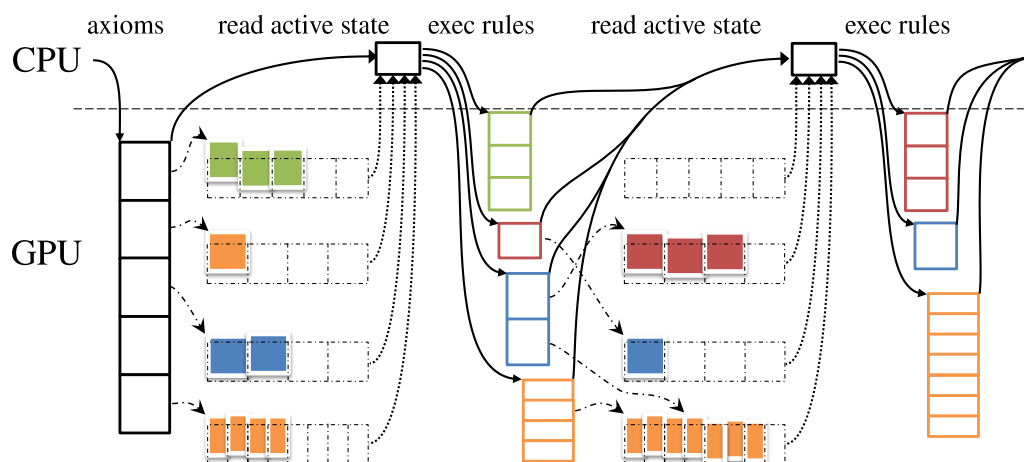 axioms read active state exec rules read active state exec rules
CPU
GPU